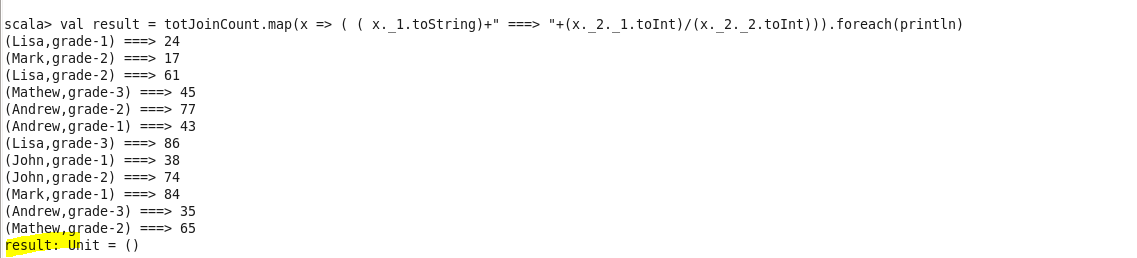 scala> val result = totJoinCount.map(x => ( ( x._1.toString)+" ===> "+(x._2._1.toInt)/(x._2._2.toInt))).foreach(println)
(Lisa,grade-1) ===> 24
(Mark,grade-2) ===> 17
(Lisa,grade-2) ===> 61
(Mathew,grade-3) ===> 45
(Andrew,grade-2) ===> 77
(Andrew,grade-1) ===> 43
(Lisa,grade-3) ===> 86
(John,grade-1) ===> 38
(John,grade-2) ===> 74
(Mark,grade-1) ===> 84
(Andrew,grade-3) ===> 35
(Mathew,grade-2) ===> 65
result: Unit = ()